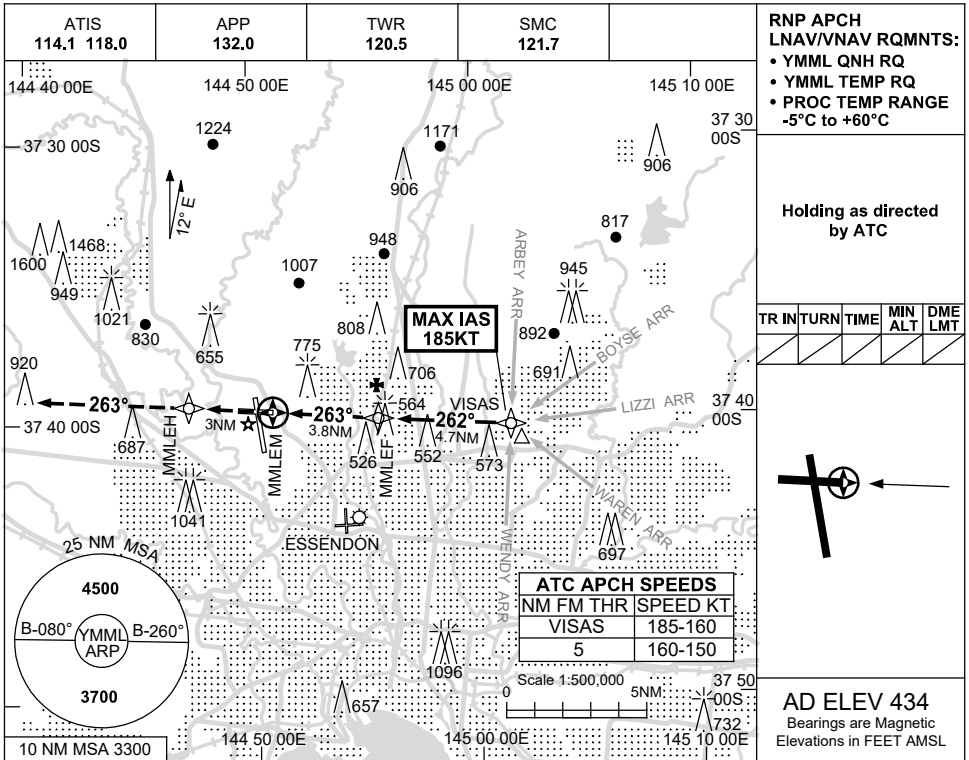 ATIS
114.1 118.0
APP
132.0
TWR
120.5
SMC
121.7
RNP APCH
LNAV/VNAV RQMNTS:
• YMML QNH RQ
• YMML TEMP RQ
• PROC TEMP RANGE
-5°C to +60°C
144 40 00E
144 50 00E
145 00 00E
145 10 00E
37 30 00S
37 30
00S
1224
1171
906
906
12° E
817
Holding as directed
by ATC
1600
1468
949
1021
830
655
1007
948
808
775
706
MAX IAS
185KT
ARBEY ARR
945
892
691
BOYSE ARR
TR IN
TURN
TIME
MIN
ALT
DME
LMT
920
263°
687
37 40 00S
MMLEH
3NM
MMLEM
263°
3.8NM
526
564
MMLEF
262°
4.7NM
552
VISAS
573
LIZZI ARR
37 40
00S
1041
WAREN ARR
WENDY ARR
697
ESSENDON
25 NM MSA
4500
B-080°
YMML
ARP
B-260°
3700
10 NM MSA 3300
ATC APCH SPEEDS
NM FM THR
SPEED KT
VISAS
185-160
5
160-150
1096
657
Scale 1:500,000
0
5NM
37 50
00S
732
144 50 00E
145 00 00E
145 10 00E
AD ELEV 434
Bearings are Magnetic
Elevations in FEET AMSL